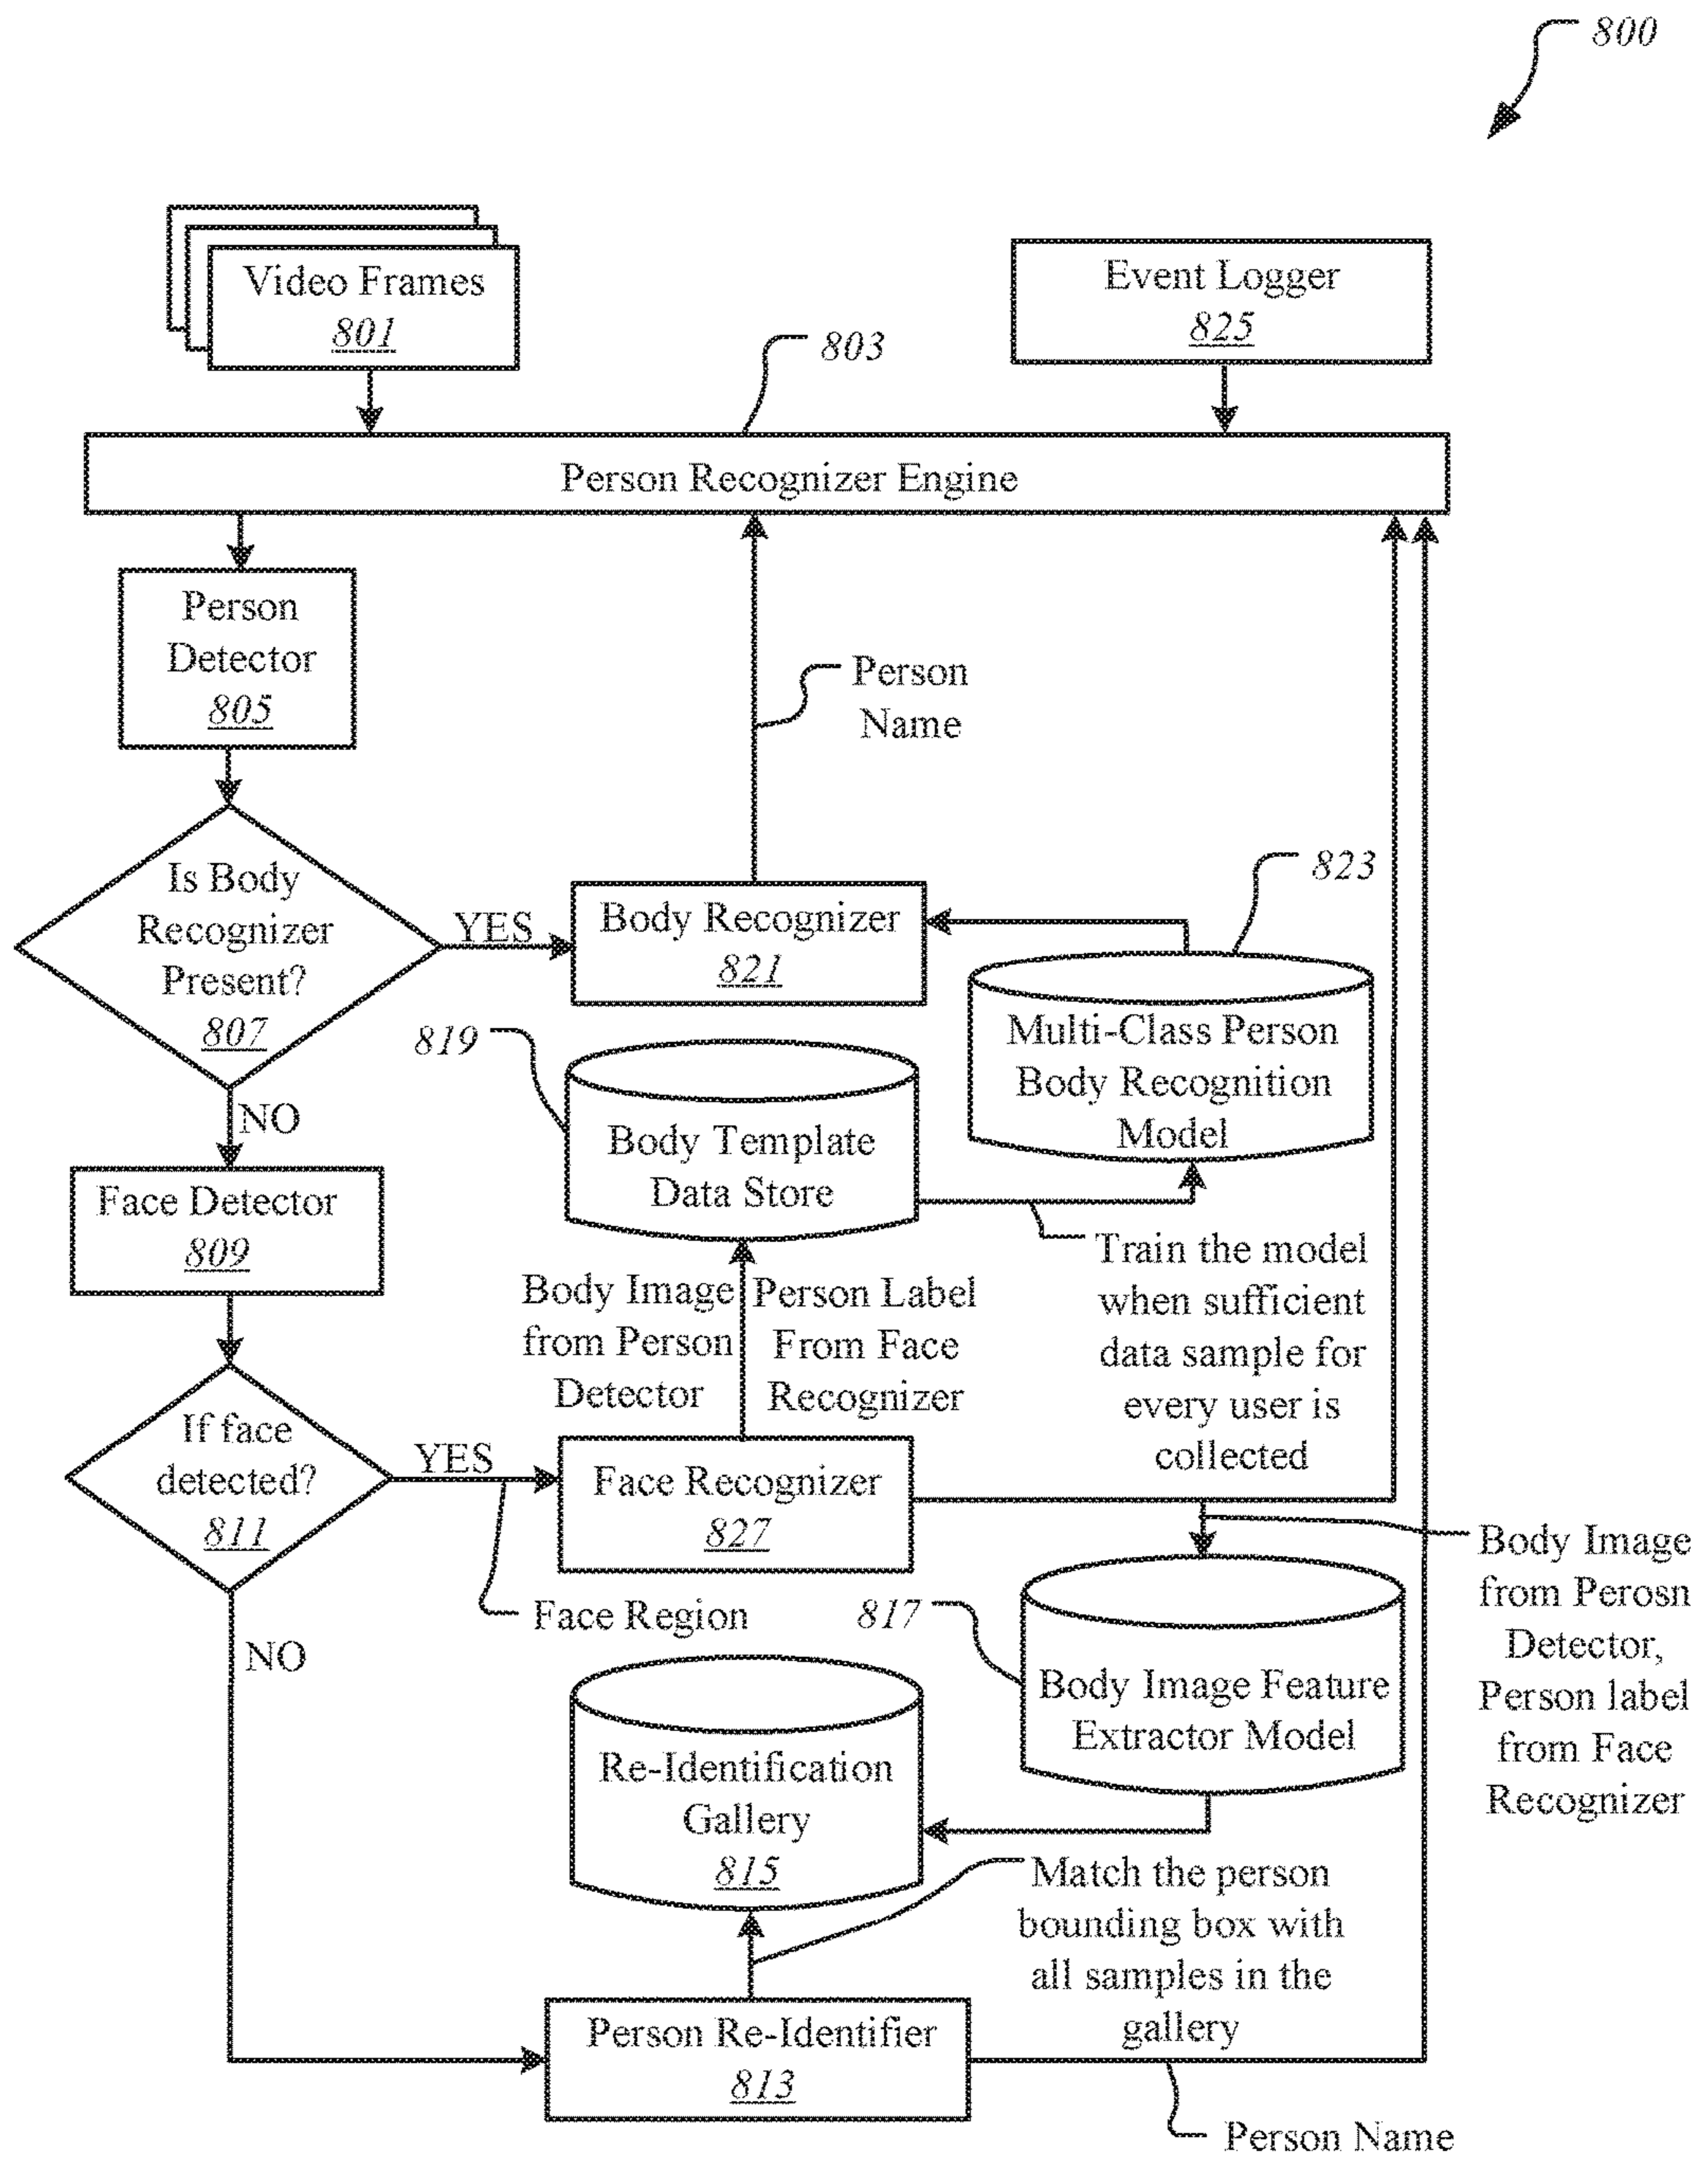 800
Video Frames
801
Event Logger
825
803
Person Recognizer Engine
Person
Detector
805
Person
Name
Is Body
Recognizer
Present?
807
YES
Body Recognizer
821
823
Multi-Class Person
Body Recognition
Model
819
Body Template
Data Store
NO
Face Detector
809
Body Image
from Person
Detector
Person Label
From Face
Recognizer
Train the model
when sufficient
data sample for
every user is
collected
If face
detected?
811
YES
Face Recognizer
827
Face Region
817
Body Image Feature
Extractor Model
Body Image
from Perosn
Detector,
Person label
from Face
Recognizer
NO
Re-Identification
Gallery
815
Match the person
bounding box with
all samples in the
gallery
Person Re-Identifier
813
Person Name